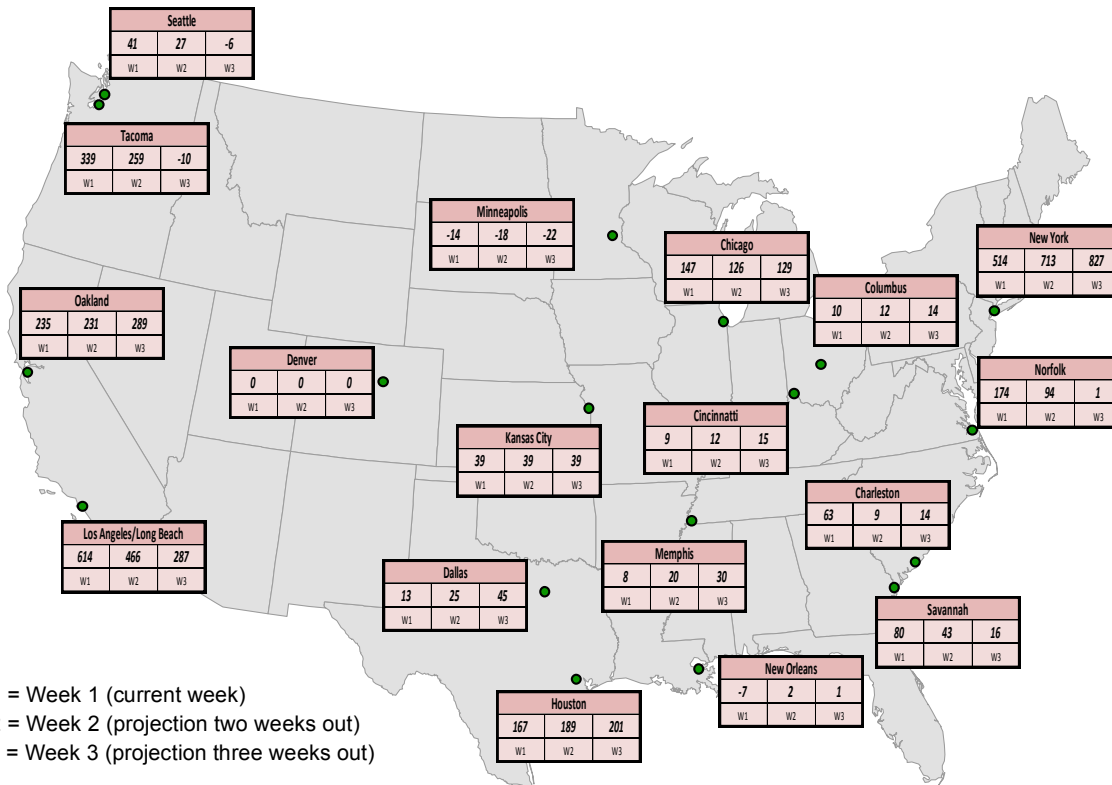 Seattle
41 27 -6
W1 W2 W3
Tacoma
339 259 -10
W1 W2 W3
Minneapolis
-14 -18 -22
W1 W2 W3
Chicago
147 126 129
W1 W2 W3
New York
514 713 827
W1 W2 W3
Oakland
235 231 289
W1 W2 W3
Columbus
10 12 14
W1 W2 W3
Denver
0 0 0
W1 W2 W3
Norfolk
174 94 1
W1 W2 W3
Cincinnatti
9 12 15
W1 W2 W3
Kansas City
39 39 39
W1 W2 W3
Charleston
63 9 14
W1 W2 W3
Los Angeles/Long Beach
614 466 287
W1 W2 W3
Memphis
8 20 30
W1 W2 W3
Dallas
13 25 45
W1 W2 W3
Savannah
80 43 16
W1 W2 W3
New Orleans
-7 2 1
W1 W2 W3
Houston
167 189 201
W1 W2 W3
= Week 1 (current week)
= Week 2 (projection two weeks out)
= Week 3 (projection three weeks out)